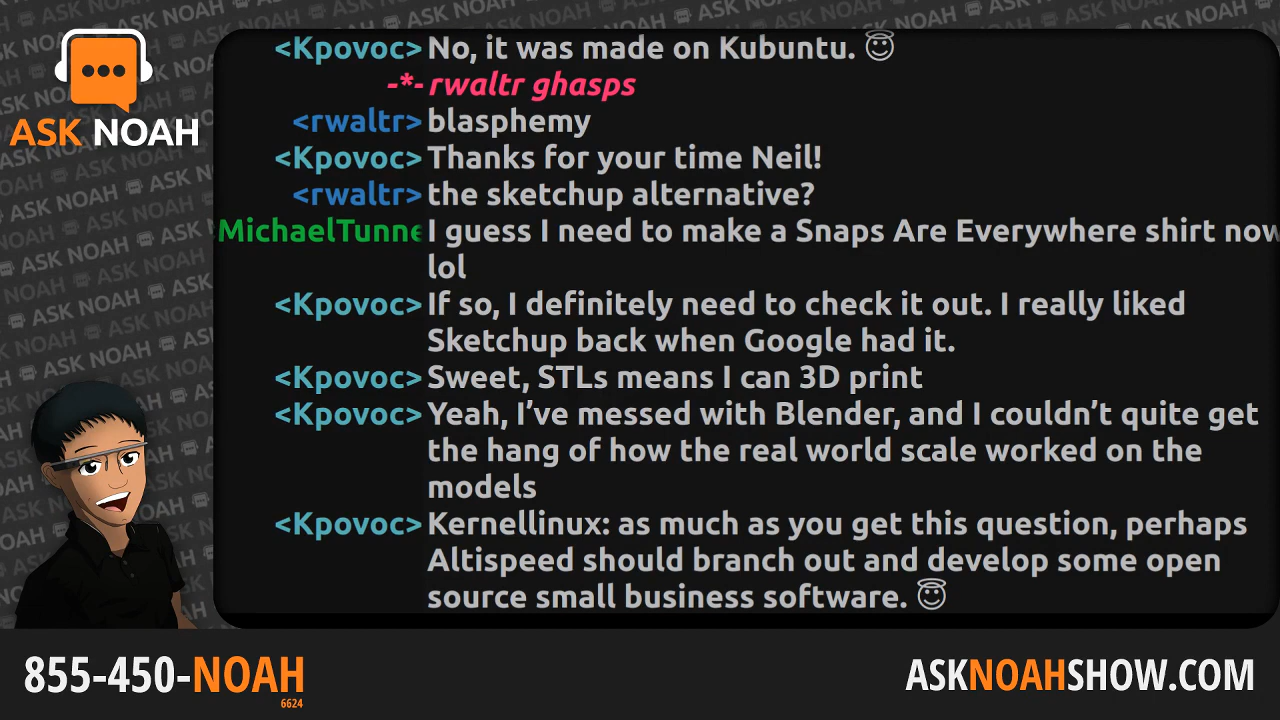 ASK NOAH
<Kpovoc> No, it was made on Kubuntu. 😇
-*- rwaltr ghasps
<rwaltr> blasphemy
<Kpovoc> Thanks for your time Neil!
<rwaltr> the sketchup alternative?
MichaelTunne I guess I need to make a Snaps Are Everywhere shirt now
lol
<Kpovoc> If so, I definitely need to check it out. I really liked
Sketchup back when Google had it.
<Kpovoc> Sweet, STLs means I can 3D print
<Kpovoc> Yeah, I’ve messed with Blender, and I couldn’t quite get
the hang of how the real world scale worked on the
models
<Kpovoc> Kernellinux: as much as you get this question, perhaps
Altispeed should branch out and develop some open
source small business software. 😇
855-450-NOAH
6624
ASKNOAHSHOW.COM